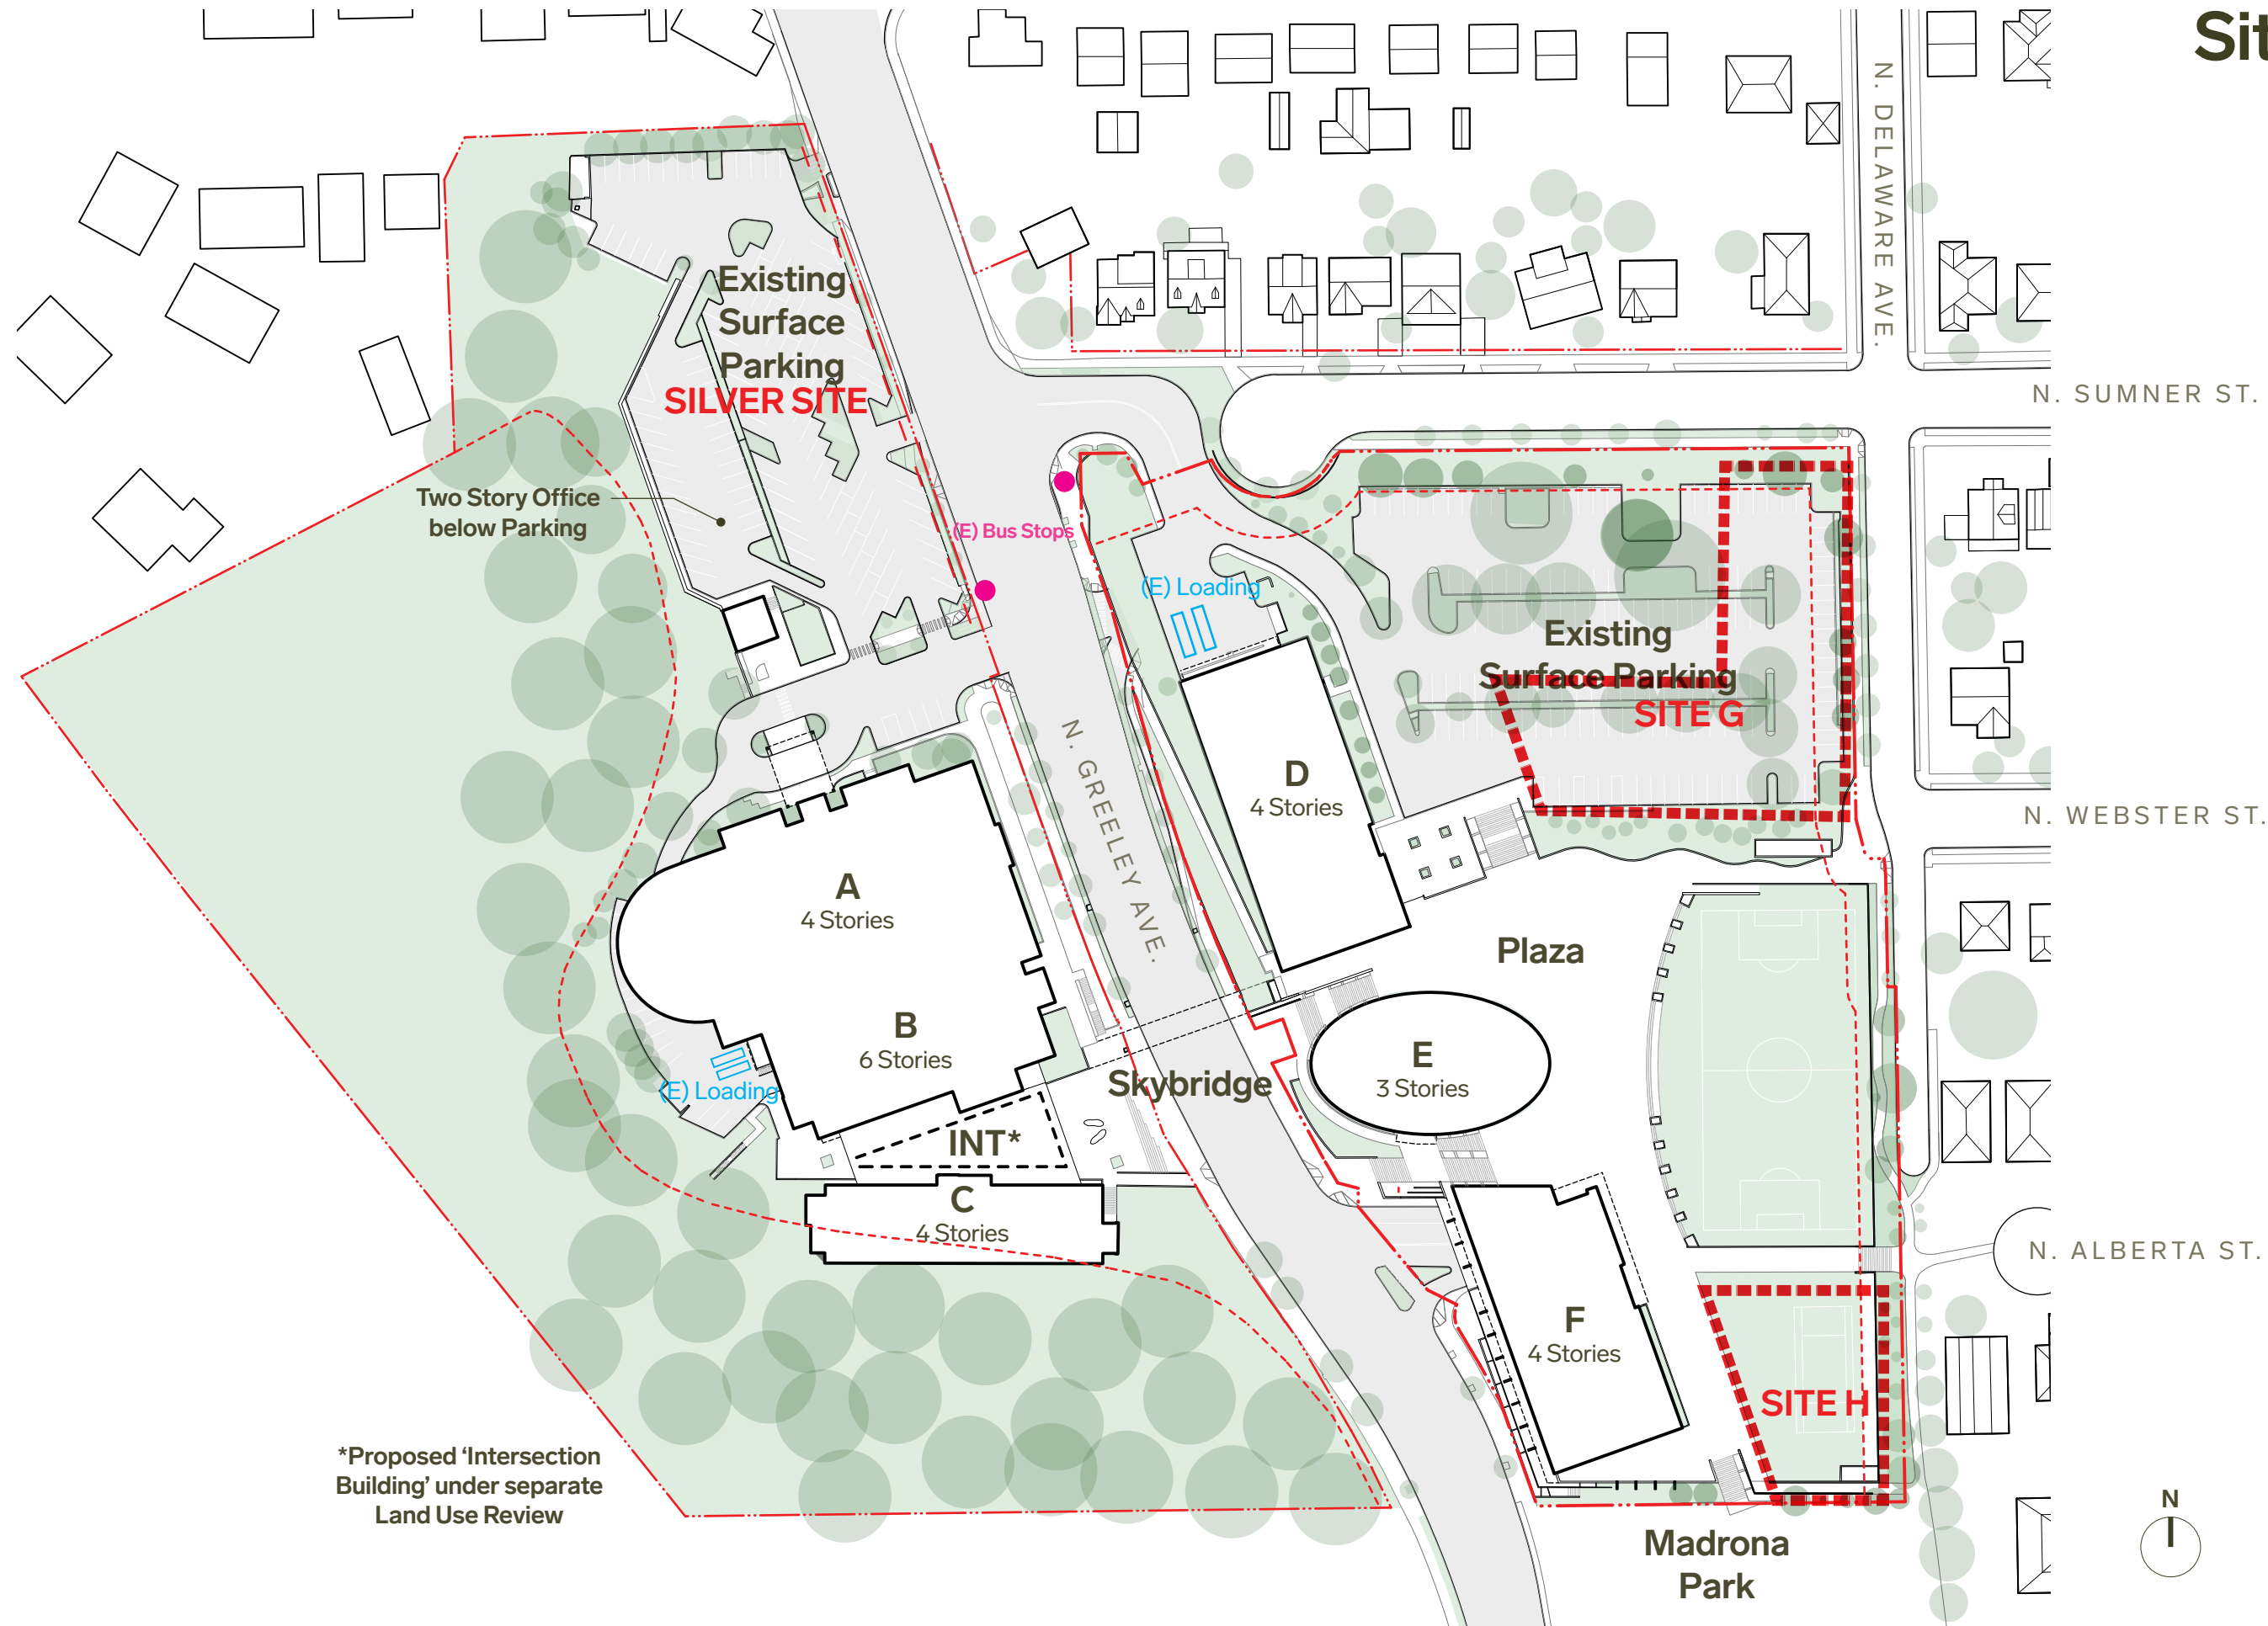 Sit
N. DELAWARE AVE.
N. SUMNER ST.
Existing
Surface
Parking
SILVER SITE
Two Story Office
below Parking
(E) Bus Stops
(E) Loading
Existing
Surface Parking
SITE G
N. GREELEY AVE.
D
4 Stories
N. WEBSTER ST.
A
4 Stories
Plaza
B
6 Stories
E
3 Stories
(E) Loading
Skybridge
INT*
C
4 Stories
N. ALBERTA ST.
F
4 Stories
SITE H
*Proposed ‘Intersection
Building’ under separate
Land Use Review
Madrona
Park
N